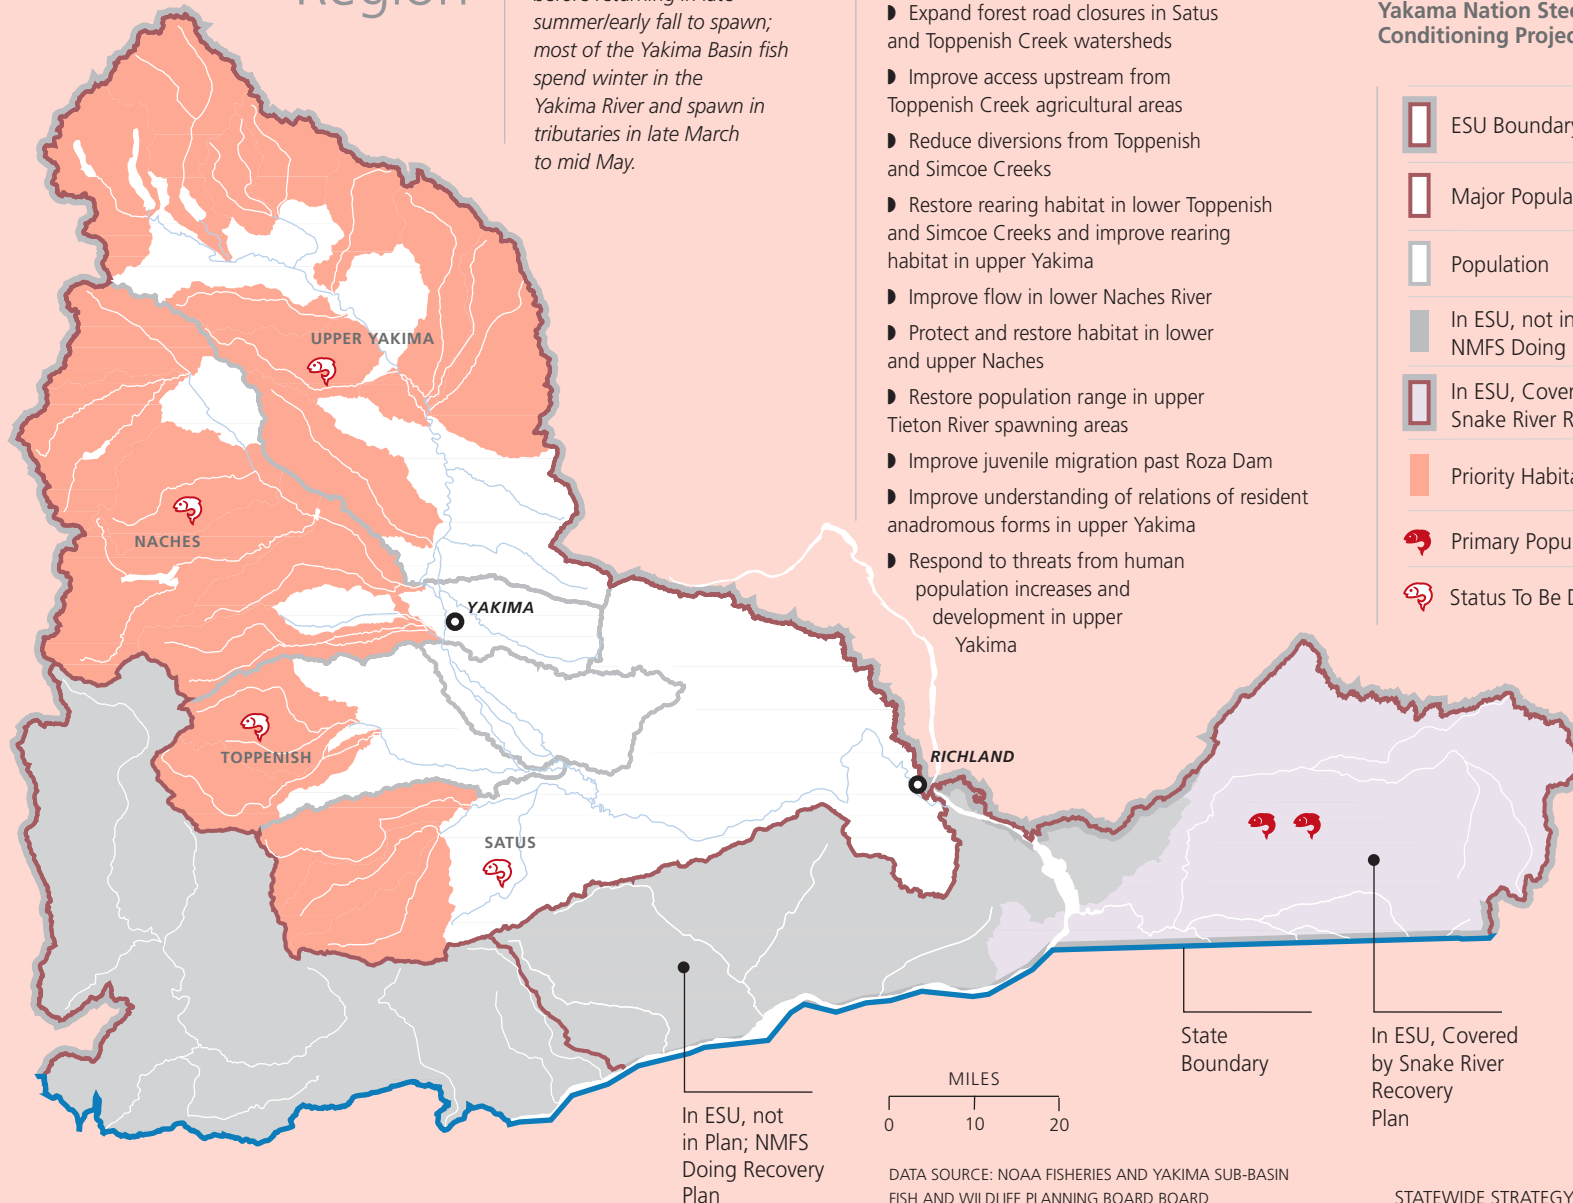 Region
before returning in late
summer/early fall to spawn;
most of the Yakima Basin fish
spend winter in the
Yakima River and spawn in
tributaries in late March
to mid May.
◗ Expand forest road closures in Satus
and Toppenish Creek watersheds
◗ Improve access upstream from
Toppenish Creek agricultural areas
◗ Reduce diversions from Toppenish
and Simcoe Creeks
◗ Restore rearing habitat in lower Toppenish
and Simcoe Creeks and improve rearing
habitat in upper Yakima
◗ Improve flow in lower Naches River
◗ Protect and restore habitat in lower
and upper Naches
◗ Restore population range in upper
Tieton River spawning areas
◗ Improve juvenile migration past Roza Dam
◗ Improve understanding of relations of resident
anadromous forms in upper Yakima
◗ Respond to threats from human
population increases and
development in upper
Yakima
Yakama Nation
Conditioning
ESU Boundary
Major
Population
In ESU, not in
NMFS Doing
In ESU,
Snake River
Priority
Primary
Status To Be
UPPER YAKIMA
NACHES
YAKIMA
TOPPENISH
SATUS
RICHLAND
State
Boundary
In ESU, Covered
by Snake River
Recovery
Plan
In ESU, not
in Plan; NMFS
Doing Recovery
Plan
MILES
0 10 20
DATA SOURCE: NOAA FISHERIES AND YAKIMA SUB-BASIN
FISH AND WILDLIFE PLANNING BOARD BOARD
STATEWIDE STRATEGY